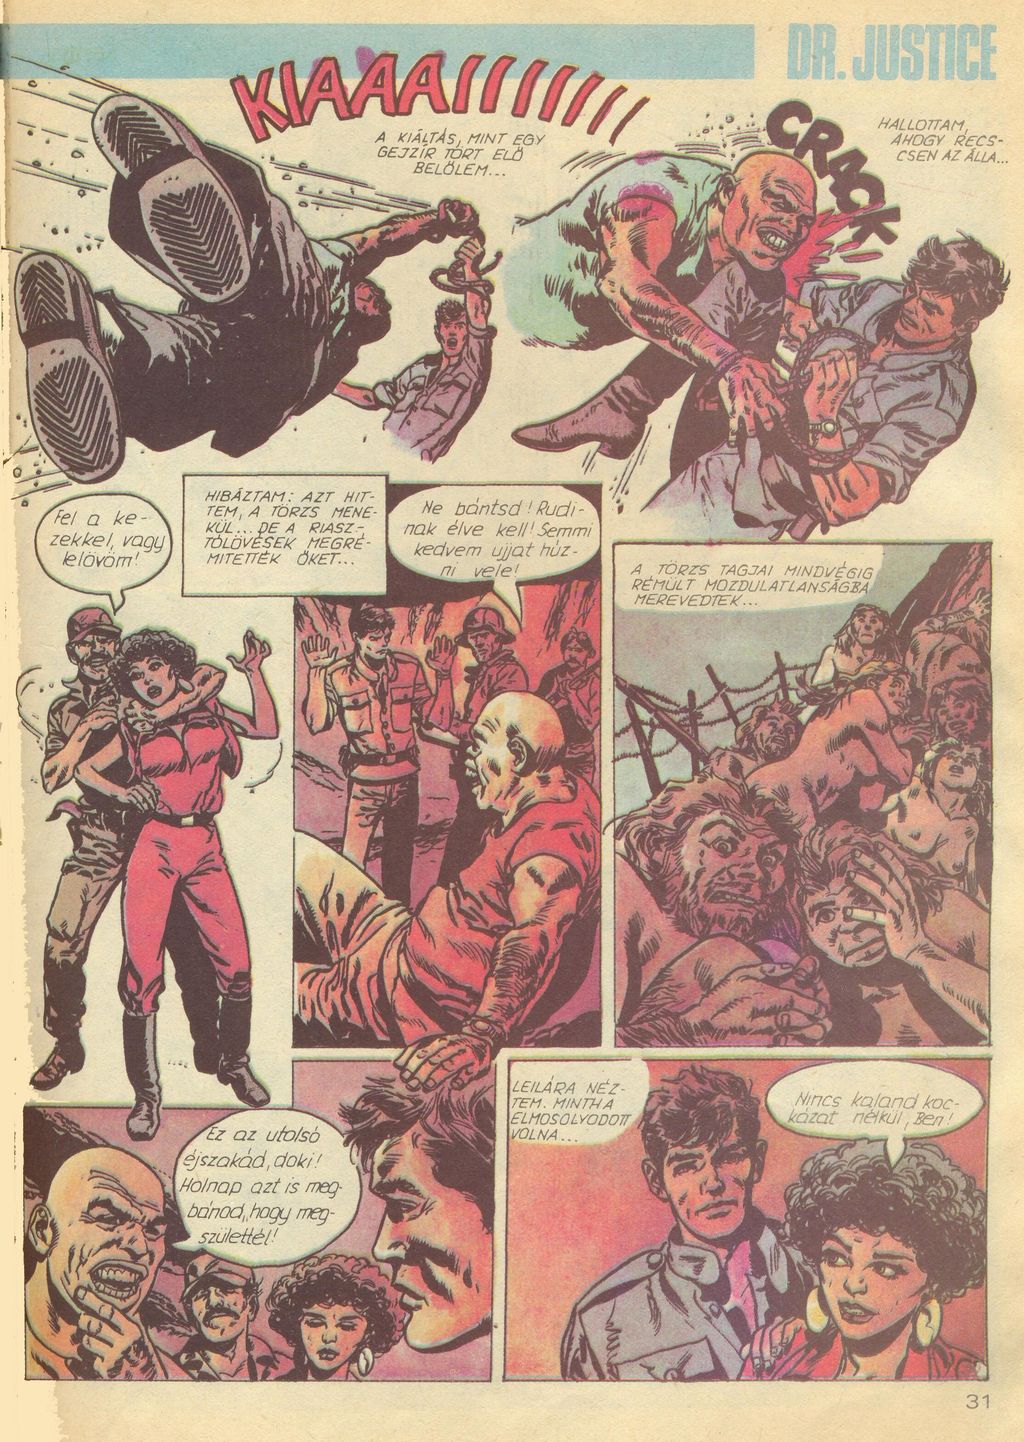 DR. JUSTICE
KIAAAIIIIIIII
A KIÁLTÁS, MINT EGY
GEJZÍR TÖRT ELŐ
BELŐLEM...
CRACK
HALLOTTAM,
AHOGY RECS-
CSEN AZ ÁLLA...
Fel a ke-
zekkel, vagy
lelövöm!
HIBÁZTAM: AZT HIT-
TEM, A TÖRZS MENE-
KÜL... DE A RIASZ-
TÓLÖVÉSEK MEGRÉ-
MÍTETTÉK ŐKET...
Ne bántsd! Rudi-
nak élve kell! Semmi
kedvem ujjat húz-
ni vele!
A TÖRZS TAGJAI MINDVÉGIG
RÉMÜLT MOZDULATLANSÁGBA
MEREVEDTEK...
Ez az utolsó
éjszakád, doki!
Holnap azt is meg-
bánod, hogy meg-
születtél!
LEILÁRA NÉZ-
TEM. MINTHA
ELMOSOLYODOTT
VOLNA...
Nincs kaland koc-
kázat nélkül, Ben!
31